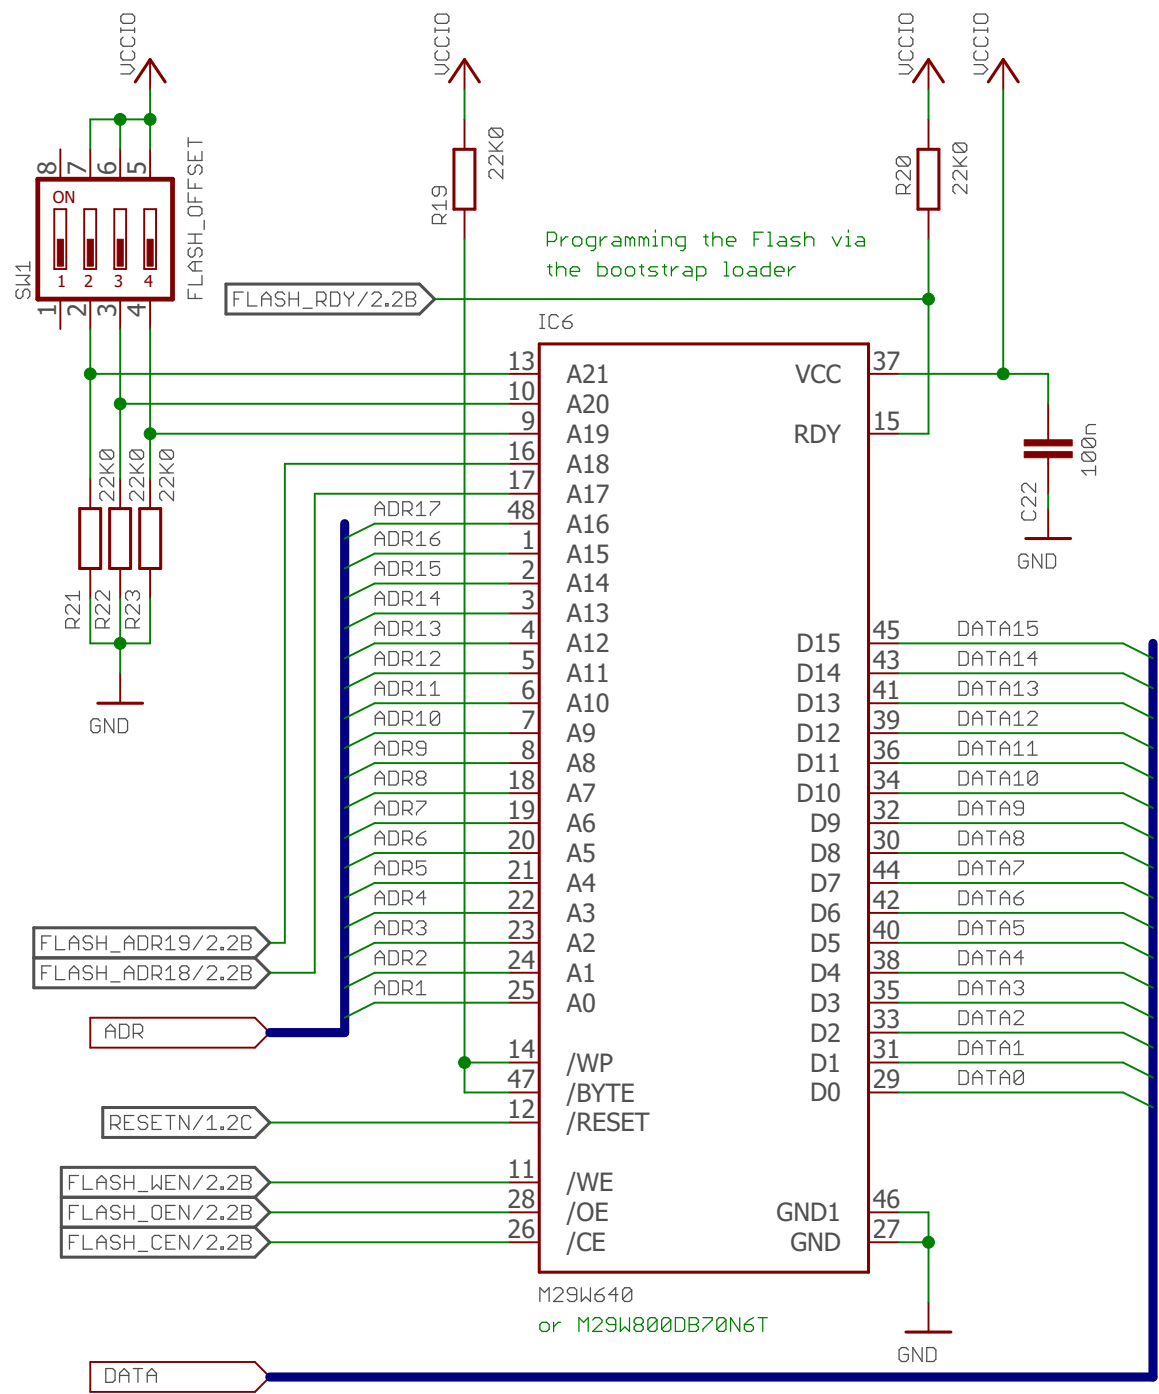 VCCIO
VCCIO
VCCIO
VCCIO
8
7
6
5
ON
1
2
3
4
1
2
3
4
SW1
FLASH_OFFSET
R19
22K0
R20
22K0
Programming the Flash via
the bootstrap loader
FLASH_RDY/2.2B
IC6
13
A21
10
A20
9
A19
16
A18
17
A17
ADR17
48
A16
ADR16
1
A15
ADR15
2
A14
ADR14
3
A13
ADR13
4
A12
ADR12
5
A11
ADR11
6
A10
ADR10
7
A9
ADR9
8
A8
ADR8
18
A7
ADR7
19
A6
ADR6
20
A5
ADR5
21
A4
ADR4
22
A3
ADR3
23
A2
ADR2
24
A1
ADR1
25
A0
14
/WP
47
/BYTE
12
/RESET
11
/WE
28
/OE
26
/CE
VCC
37
RDY
15
D15
45
DATA15
D14
43
DATA14
D13
41
DATA13
D12
39
DATA12
D11
36
DATA11
D10
34
DATA10
D9
32
DATA9
D8
30
DATA8
D7
44
DATA7
D6
42
DATA6
D5
40
DATA5
D4
38
DATA4
D3
35
DATA3
D2
33
DATA2
D1
31
DATA1
D0
29
DATA0
GND1
46
GND
27
C22
100n
GND
22K0
22K0
22K0
R21
R22
R23
GND
FLASH_ADR19/2.2B
FLASH_ADR18/2.2B
ADR
RESETN/1.2C
FLASH_WEN/2.2B
FLASH_OEN/2.2B
FLASH_CEN/2.2B
M29W640
or M29W800DB70N6T
GND
DATA